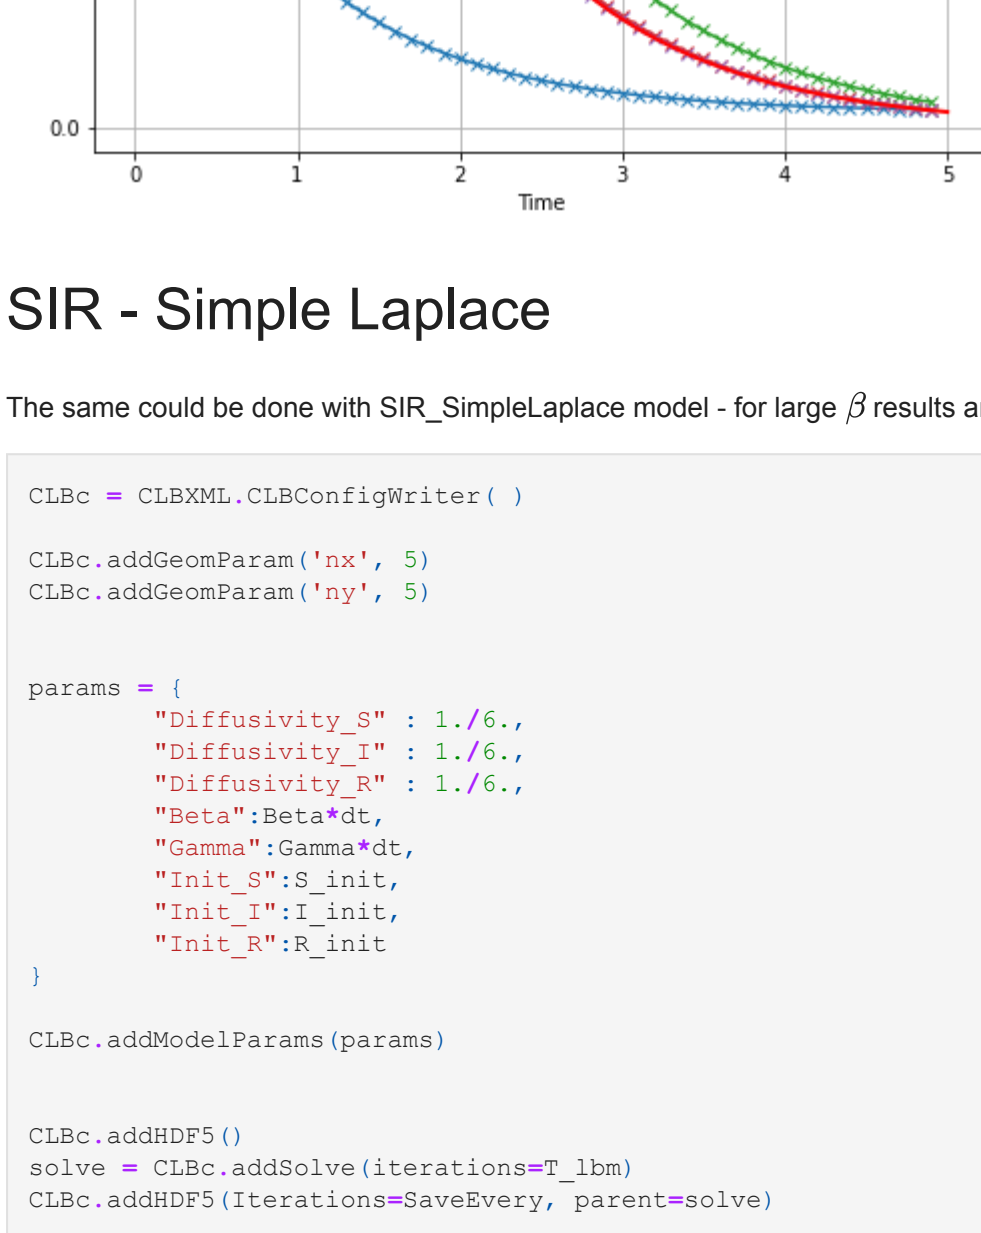 0.0
0 1 2 3 4 5
Time
SIR - Simple Laplace
The same could be done with SIR_SimpleLaplace model - for large β results
CLBc = CLBXML.CLBConfigWriter( )
CLBc.addGeomParam('nx', 5)
CLBc.addGeomParam('ny', 5)
params = {
"Diffusivity_S" : 1./6.,
"Diffusivity_I" : 1./6.,
"Diffusivity_R" : 1./6.,
"Beta":Beta*dt,
"Gamma":Gamma*dt,
"Init_S":S_init,
"Init_I":I_init,
"Init_R":R_init
}
CLBc.addModelParams(params)
CLBc.addHDF5()
solve = CLBc.addSolve(iterations=T_lbm)
CLBc.addHDF5(Iterations=SaveEvery, parent=solve)